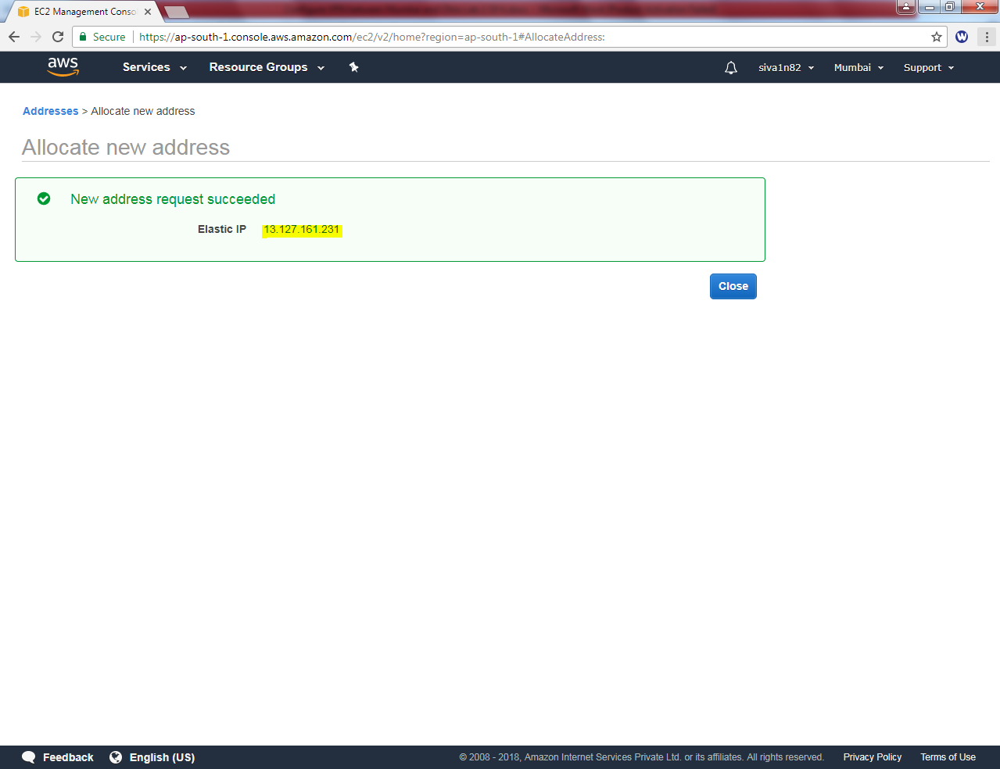 EC2 Management Conso
Secure https://ap-south-1.console.aws.amazon.com/ec2/v2/home?region=ap-south-1#AllocateAddress: W
aws Services Resource Groups siva1n82 Mumbai Support
Addresses > Allocate new address
Allocate new address
New address request succeeded
Elastic IP 13.127.161.231
Close
Feedback English (US) © 2008 - 2018, Amazon Internet Services Private Ltd. or its affiliates. All rights reserved. Privacy Policy Terms of Use